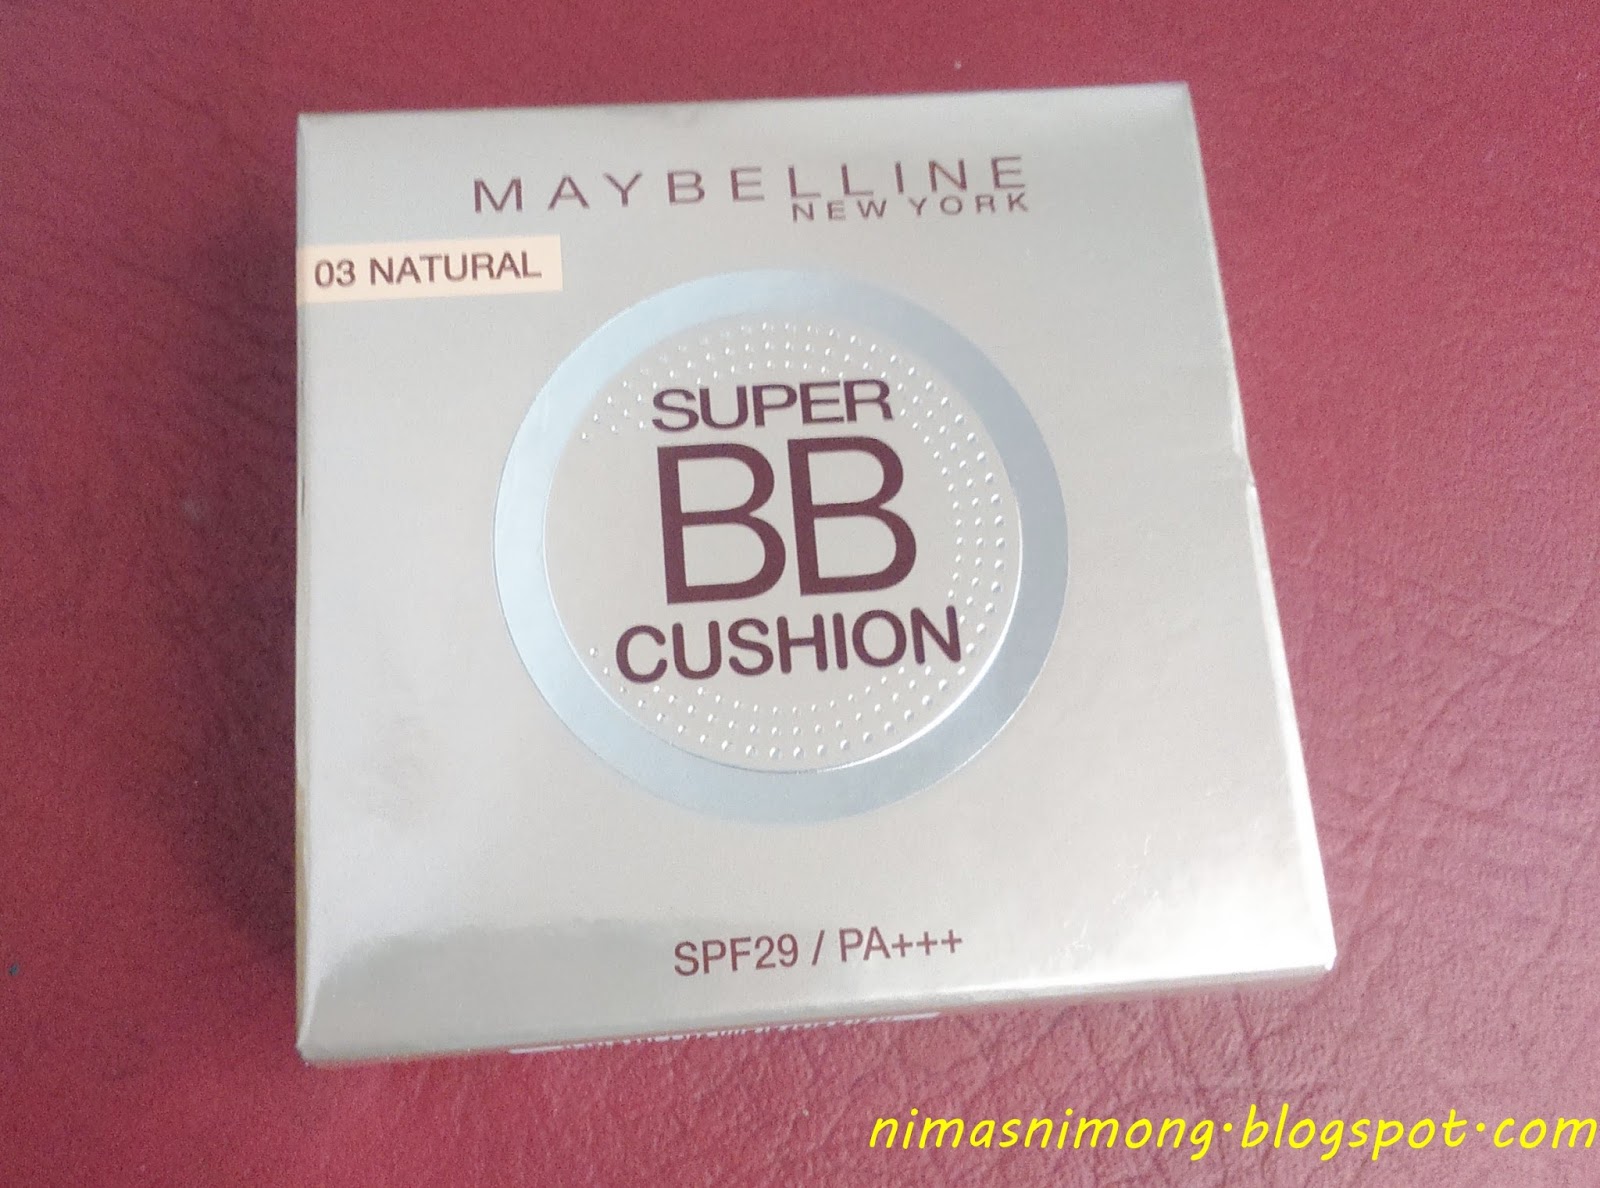 MAYBELLINE
NEW YORK
03 NATURAL
SUPER
BB
CUSHION
SPF29 / PA+++
nimasnimong.blogspot.com